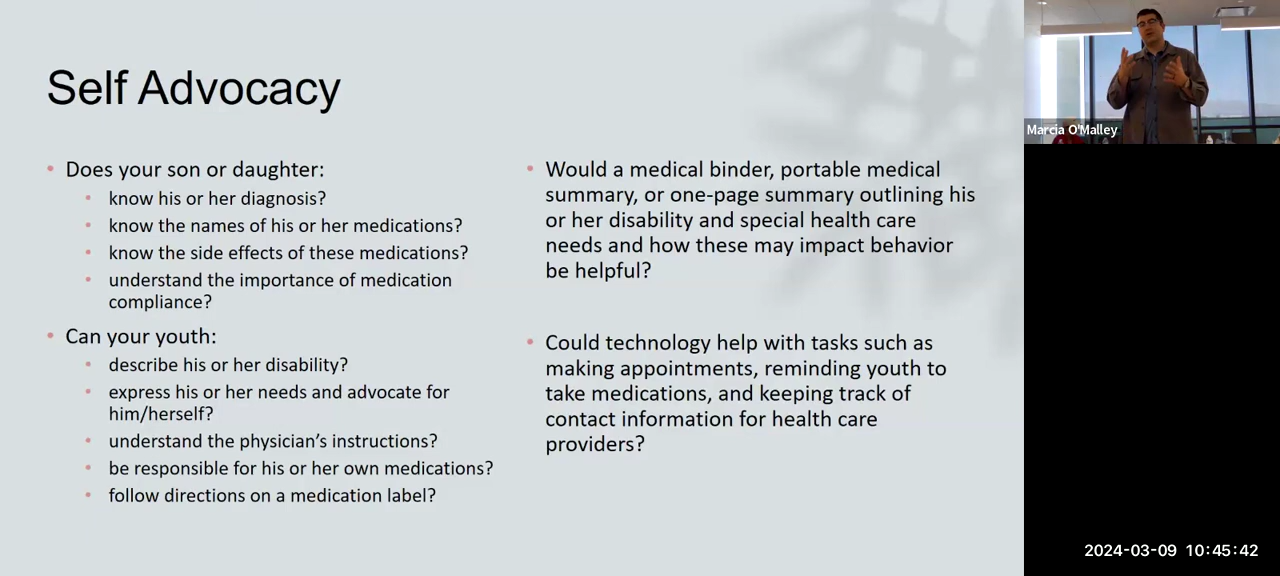 Self Advocacy
• Does your son or daughter:
• know his or her diagnosis?
• know the names of his or her medications?
• know the side effects of these medications?
• understand the importance of medication
compliance?
• Can your youth:
• describe his or her disability?
• express his or her needs and advocate for
him/herself?
• understand the physician’s instructions?
• be responsible for his or her own medications?
• follow directions on a medication label?
• Would a medical binder, portable medical
summary, or one-page summary outlining his
or her disability and special health care
needs and how these may impact behavior
be helpful?
• Could technology help with tasks such as
making appointments, reminding youth to
take medications, and keeping track of
contact information for health care
providers?
Marcia O'Malley
2024-03-09 10:45:42